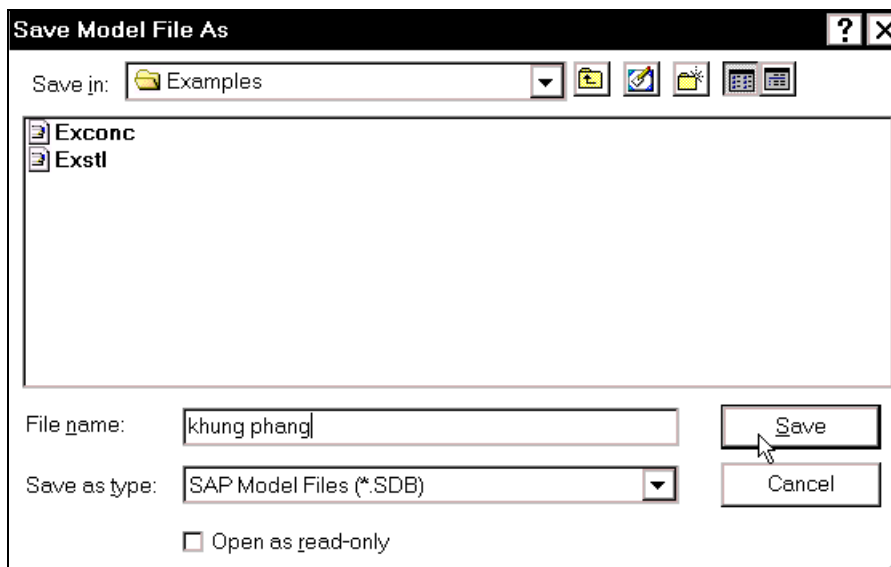 Save Model File As
Save in: Examples
Exconc
Exstl
File name: khung phang Save
Save as type: SAP Model Files (*.SDB) Cancel
Open as read-only